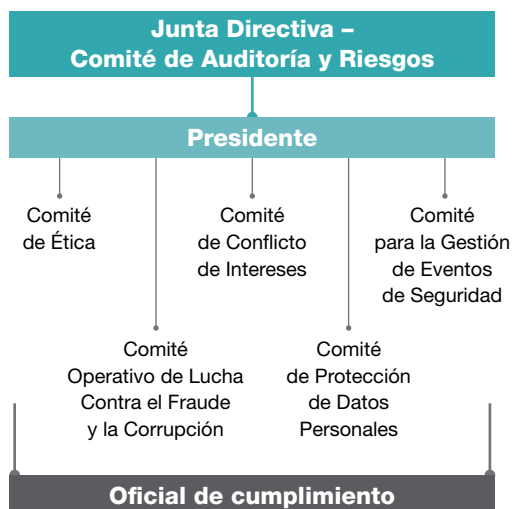 Junta Directiva –
Comité de Auditoría y Riesgos
Presidente
Comité
de Ética
Comité
de Conflicto
de Intereses
Comité
para la Gestión
de Eventos
de Seguridad
Comité
Operativo de Lucha
Contra el Fraude
y la Corrupción
Comité
de Protección
de Datos
Personales
Oficial de cumplimiento